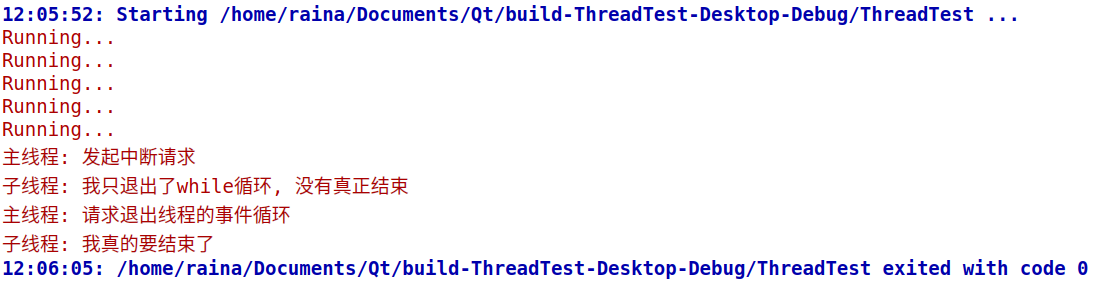 12:05:52: Starting /home/raina/Documents/Qt/build-ThreadTest-Desktop-Debug/ThreadTest ...
Running...
Running...
Running...
Running...
Running...
主线程: 发起中断请求
子线程: 我只退出了while循环, 没有真正结束
主线程: 请求退出线程的事件循环
子线程: 我真的要结束了
12:06:05: /home/raina/Documents/Qt/build-ThreadTest-Desktop-Debug/ThreadTest exited with code 0